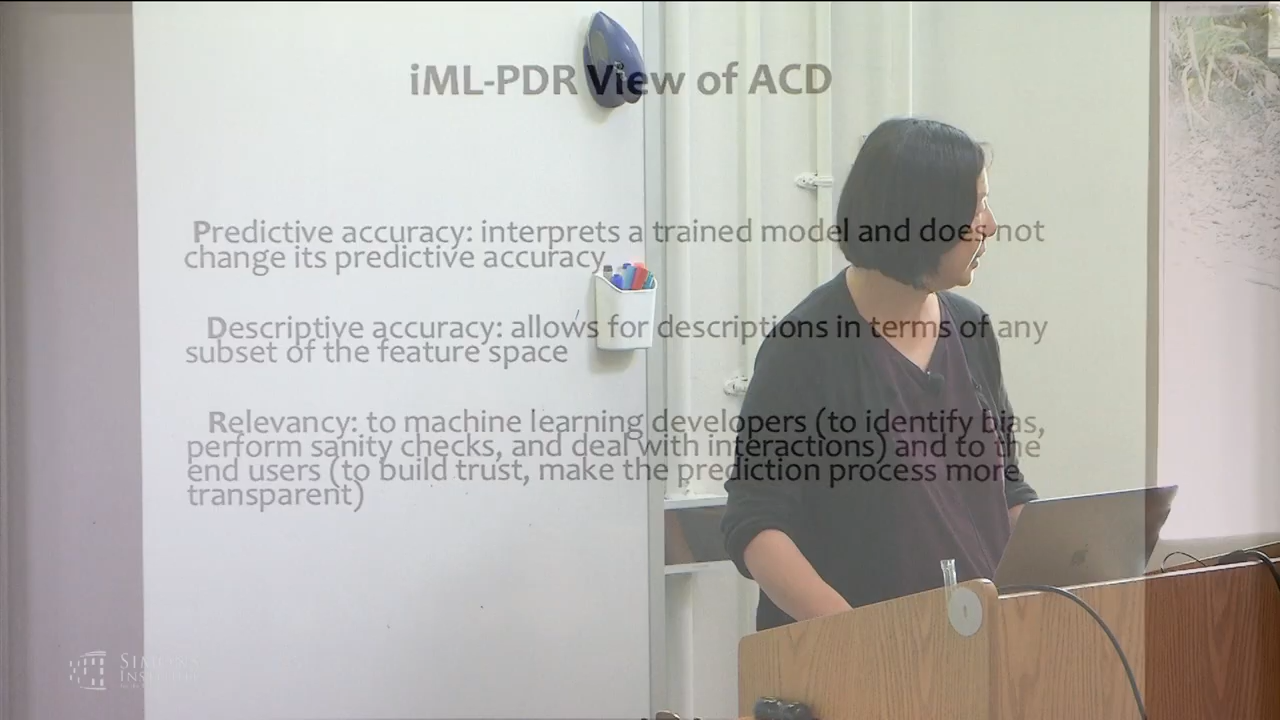 iML-PDR View of ACD
Predictive accuracy: interprets a trained model and does not
change its predictive accuracy
Descriptive accuracy: allows for descriptions in terms of any
subset of the feature space
Relevancy: to machine learning developers (to identify bias,
perform sanity checks, and deal with interactions) and to the
end users (to build trust, make the prediction process more
transparent)
SIMONS
INSTITUTE